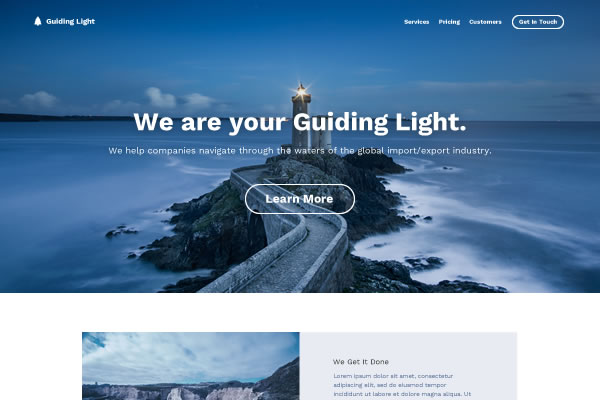 Guiding Light
Services Pricing Customers Get In Touch
We are your Guiding Light.
We help companies navigate through the waters of the global import/export industry.
Learn More
We Get It Done
Lorem ipsum dolor sit amet, consectetur
adipiscing elit, sed do eiusmod tempor
incididunt ut labore et dolore magna aliqua. Ut